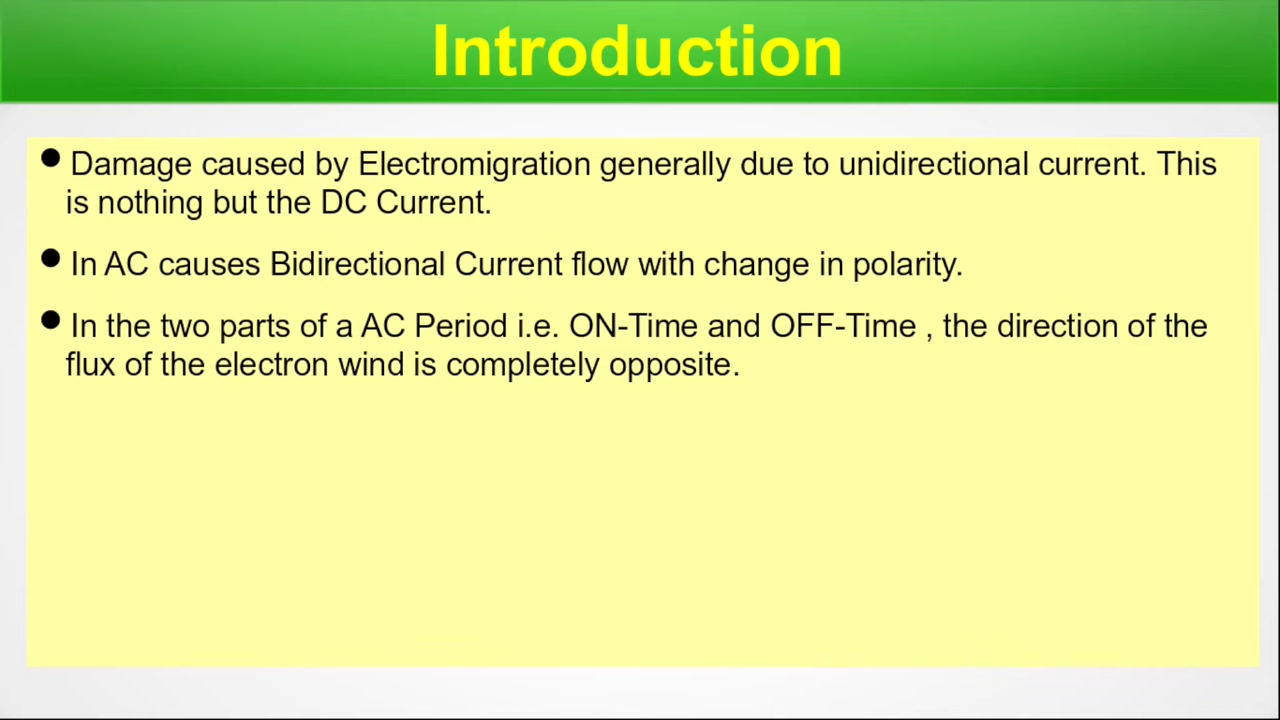 Introduction
● Damage caused by Electromigration generally due to unidirectional current. This
is nothing but the DC Current.
● In AC causes Bidirectional Current flow with change in polarity.
● In the two parts of a AC Period i.e. ON-Time and OFF-Time , the direction of the
flux of the electron wind is completely opposite.